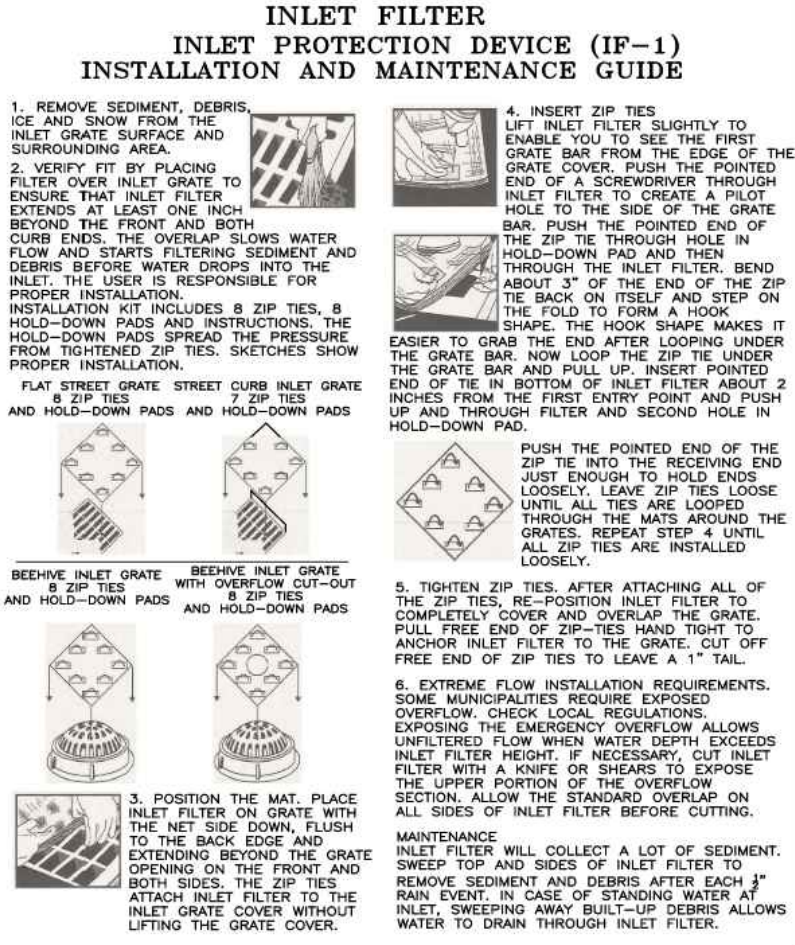 INLET FILTER
INLET PROTECTION DEVICE (IF-1)
INSTALLATION AND MAINTENANCE GUIDE
1. REMOVE SEDIMENT, DEBRIS,
ICE AND SNOW FROM THE
INLET GRATE SURFACE AND
SURROUNDING AREA.
2. VERIFY FIT BY PLACING
FILTER OVER INLET GRATE TO
ENSURE THAT INLET FILTER
EXTENDS AT LEAST ONE INCH
BEYOND THE FRONT AND BOTH
CURB ENDS. THE OVERLAP SLOWS WATER
FLOW AND STARTS FILTERING SEDIMENT AND
DEBRIS BEFORE WATER DROPS INTO THE
INLET. THE USER IS RESPONSIBLE FOR
PROPER INSTALLATION.
INSTALLATION KIT INCLUDES 8 ZIP TIES, 8
HOLD-DOWN PADS AND INSTRUCTIONS. THE
HOLD-DOWN PADS SPREAD THE PRESSURE
FROM TIGHTENED ZIP TIES. SKETCHES SHOW
PROPER INSTALLATION.
FLAT STREET GRATE
8 ZIP TIES
AND HOLD-DOWN PADS
STREET CURB INLET GRATE
7 ZIP TIES
AND HOLD-DOWN PADS
BEEHIVE INLET GRATE
8 ZIP TIES
AND HOLD-DOWN PADS
BEEHIVE INLET GRATE
WITH OVERFLOW CUT-OUT
8 ZIP TIES
AND HOLD-DOWN PADS
3. POSITION THE MAT. PLACE
INLET FILTER ON GRATE WITH
THE NET SIDE DOWN, FLUSH
TO THE BACK EDGE AND
EXTENDING BEYOND THE GRATE
OPENING ON THE FRONT AND
BOTH SIDES. THE ZIP TIES
ATTACH INLET FILTER TO THE
INLET GRATE COVER WITHOUT
LIFTING THE GRATE COVER.
4. INSERT ZIP TIES
LIFT INLET FILTER SLIGHTLY TO
ENABLE YOU TO SEE THE FIRST
GRATE BAR FROM THE EDGE OF THE
GRATE COVER. PUSH THE POINTED
END OF A SCREWDRIVER THROUGH
INLET FILTER TO CREATE A PILOT
HOLE TO THE SIDE OF THE GRATE
BAR. PUSH THE POINTED END OF
THE ZIP TIE THROUGH HOLE IN
HOLD-DOWN PAD AND THEN
THROUGH THE INLET FILTER. BEND
ABOUT 3" OF THE END OF THE ZIP
TIE BACK ON ITSELF AND STEP ON
THE FOLD TO FORM A HOOK
SHAPE. THE HOOK SHAPE MAKES IT
EASIER TO GRAB THE END AFTER LOOPING UNDER
THE GRATE BAR. NOW LOOP THE ZIP TIE UNDER
THE GRATE BAR AND PULL UP. INSERT POINTED
END OF TIE IN BOTTOM OF INLET FILTER ABOUT 2
INCHES FROM THE FIRST ENTRY POINT AND PUSH
UP AND THROUGH FILTER AND SECOND HOLE IN
HOLD-DOWN PAD.
PUSH THE POINTED END OF THE
ZIP TIE INTO THE RECEIVING END
JUST ENOUGH TO HOLD ENDS
LOOSELY. LEAVE ZIP TIES LOOSE
UNTIL ALL TIES ARE LOOPED
THROUGH THE MATS AROUND THE
GRATES. REPEAT STEP 4 UNTIL
ALL ZIP TIES ARE INSTALLED
LOOSELY.
5. TIGHTEN ZIP TIES. AFTER ATTACHING ALL OF
THE ZIP TIES, RE-POSITION INLET FILTER TO
COMPLETELY COVER AND OVERLAP THE GRATE.
PULL FREE END OF ZIP-TIES HAND TIGHT TO
ANCHOR INLET FILTER TO THE GRATE. CUT OFF
FREE END OF ZIP TIES TO LEAVE A 1" TAIL.
6. EXTREME FLOW INSTALLATION REQUIREMENTS.
SOME MUNICIPALITIES REQUIRE EXPOSED
OVERFLOW. CHECK LOCAL REGULATIONS.
EXPOSING THE EMERGENCY OVERFLOW ALLOWS
UNFILTERED FLOW WHEN WATER DEPTH EXCEEDS
INLET FILTER HEIGHT. IF NECESSARY, CUT INLET
FILTER WITH A KNIFE OR SHEARS TO EXPOSE
THE UPPER PORTION OF THE OVERFLOW
SECTION. ALLOW THE STANDARD OVERLAP ON
ALL SIDES OF INLET FILTER BEFORE CUTTING.
MAINTENANCE
INLET FILTER WILL COLLECT A LOT OF SEDIMENT.
SWEEP TOP AND SIDES OF INLET FILTER TO
REMOVE SEDIMENT AND DEBRIS AFTER EACH ½"
RAIN EVENT. IN CASE OF STANDING WATER AT
INLET, SWEEPING AWAY BUILT-UP DEBRIS ALLOWS
WATER TO DRAIN THROUGH INLET FILTER.